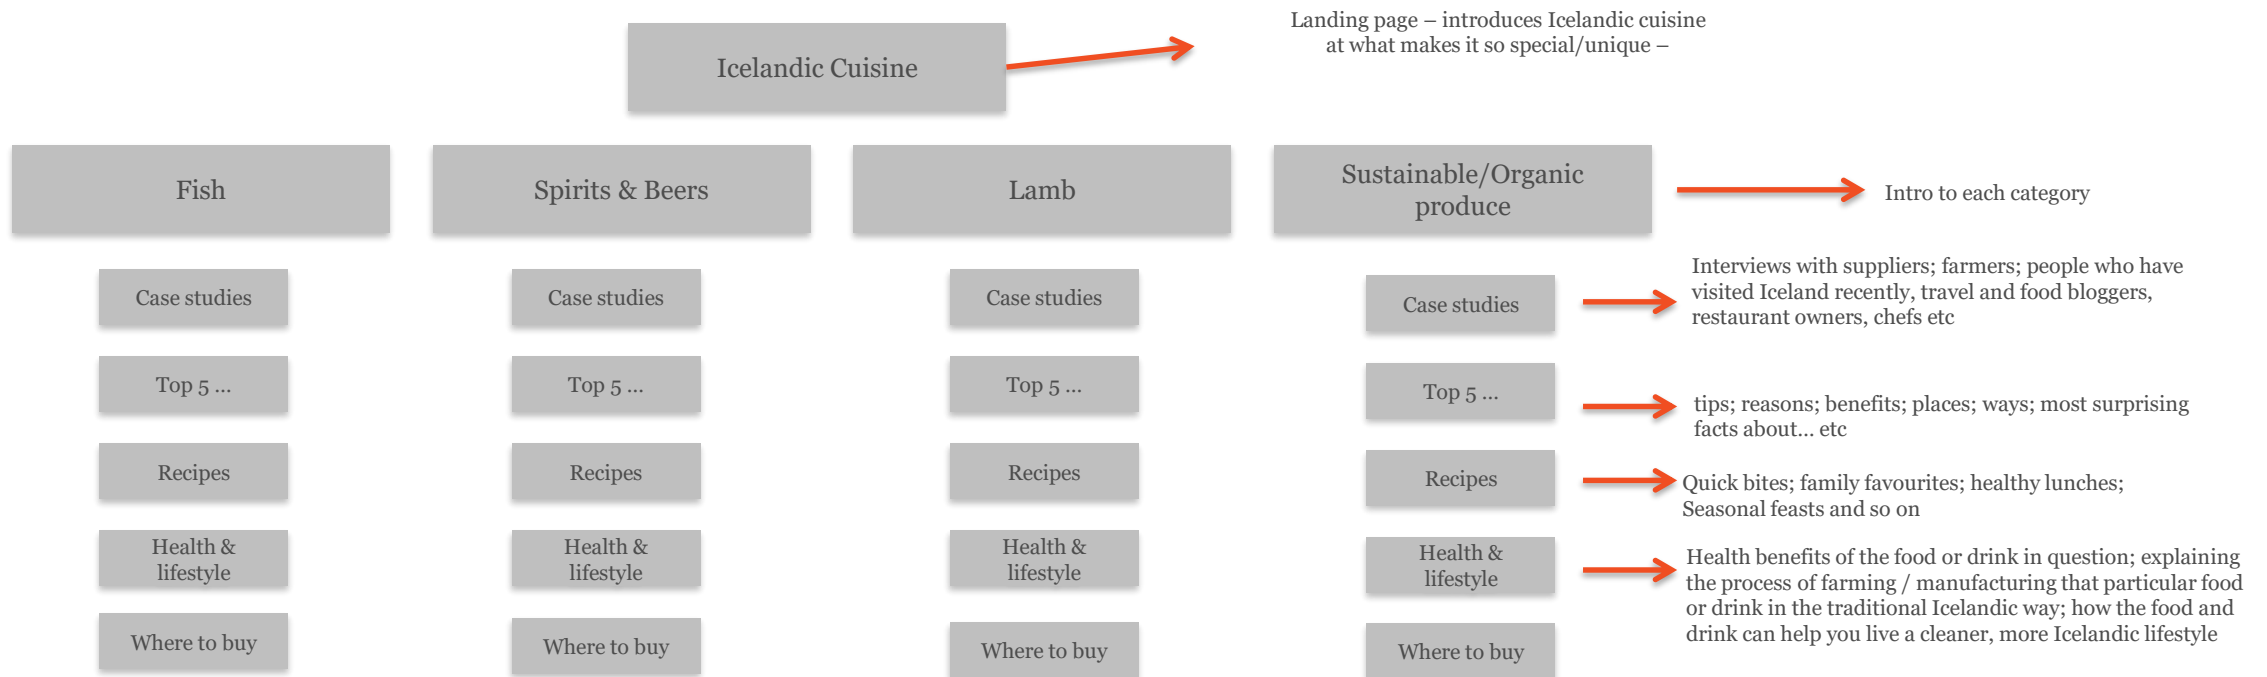 Landing page – introduces Icelandic cuisine
at what makes it so special/unique –
Icelandic Cuisine
Fish
Spirits & Beers
Lamb
Sustainable/Organic
produce
Intro to each category
Case studies
Case studies
Case studies
Case studies
Interviews with suppliers; farmers; people who have
visited Iceland recently, travel and food bloggers,
restaurant owners, chefs etc
Top 5 ...
Top 5 ...
Top 5 ...
Top 5 ...
tips; reasons; benefits; places; ways; most surprising
facts about... etc
Recipes
Recipes
Recipes
Recipes
Quick bites; family favourites; healthy lunches;
Seasonal feasts and so on
Health &
lifestyle
Health &
lifestyle
Health &
lifestyle
Health &
lifestyle
Health benefits of the food or drink in question; explaining
the process of farming / manufacturing that particular food
or drink in the traditional Icelandic way; how the food and
drink can help you live a cleaner, more Icelandic lifestyle
Where to buy
Where to buy
Where to buy
Where to buy